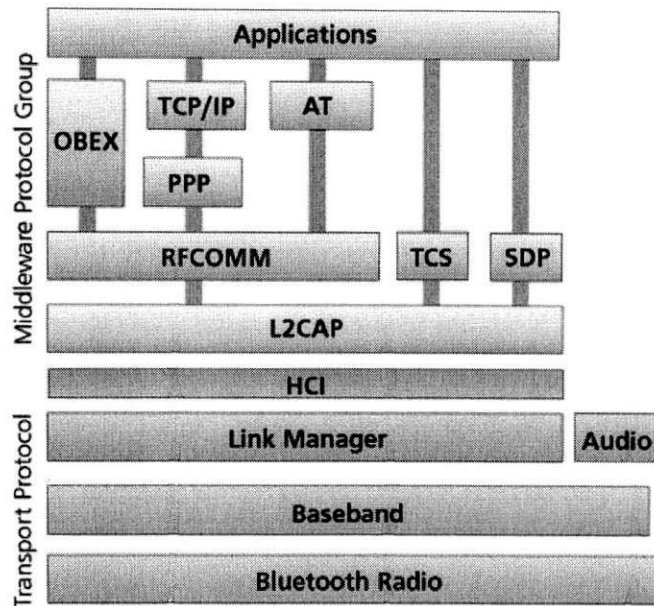 Applications
Middleware Protocol Group
OBEX
TCP/IP
AT
PPP
RFCOMM
TCS
SDP
L2CAP
HCI
Transport Protocol
Link Manager
Audio
Baseband
Bluetooth Radio